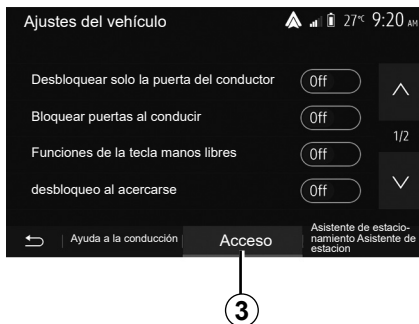 Ajustes del vehículo 27°C 9:20 AM
Desbloquear solo la puerta del conductor Off
Bloquear puertas al conducir Off
1/2
Funciones de la tecla manos libres Off
desbloqueo al acercarse Off
Ayuda a la conducción Acceso
Asistente de estacio-
namiento Asistente de
estacion
3